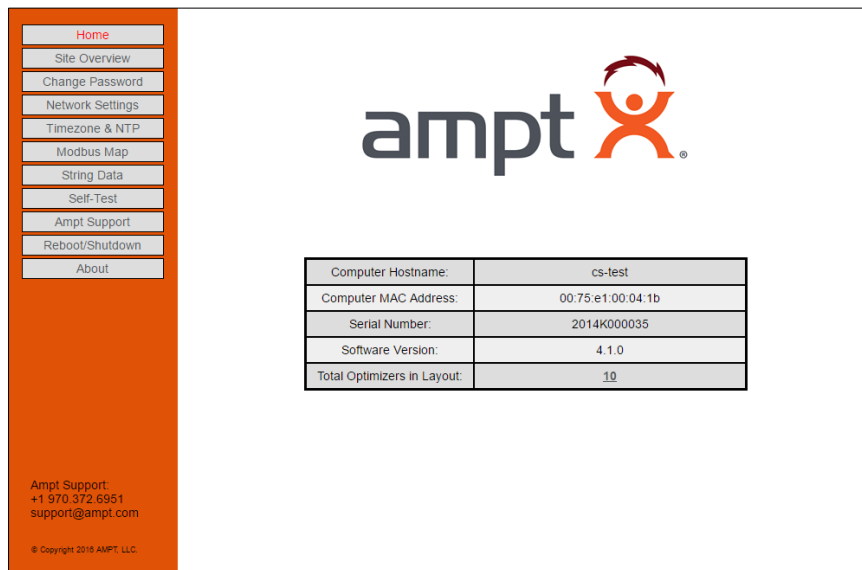 Home
Site Overview
Change Password
Network Settings
Timezone & NTP
Modbus Map
String Data
Self-Test
Ampt Support
Reboot/Shutdown
About
Ampt Support:
+1 970.372.6951
support@ampt.com
© Copyright 2016 AMPT, LLC.
ampt ®
Computer Hostname: cs-test
Computer MAC Address: 00:75:e1:00:04:1b
Serial Number: 2014K000035
Software Version: 4.1.0
Total Optimizers in Layout: 10